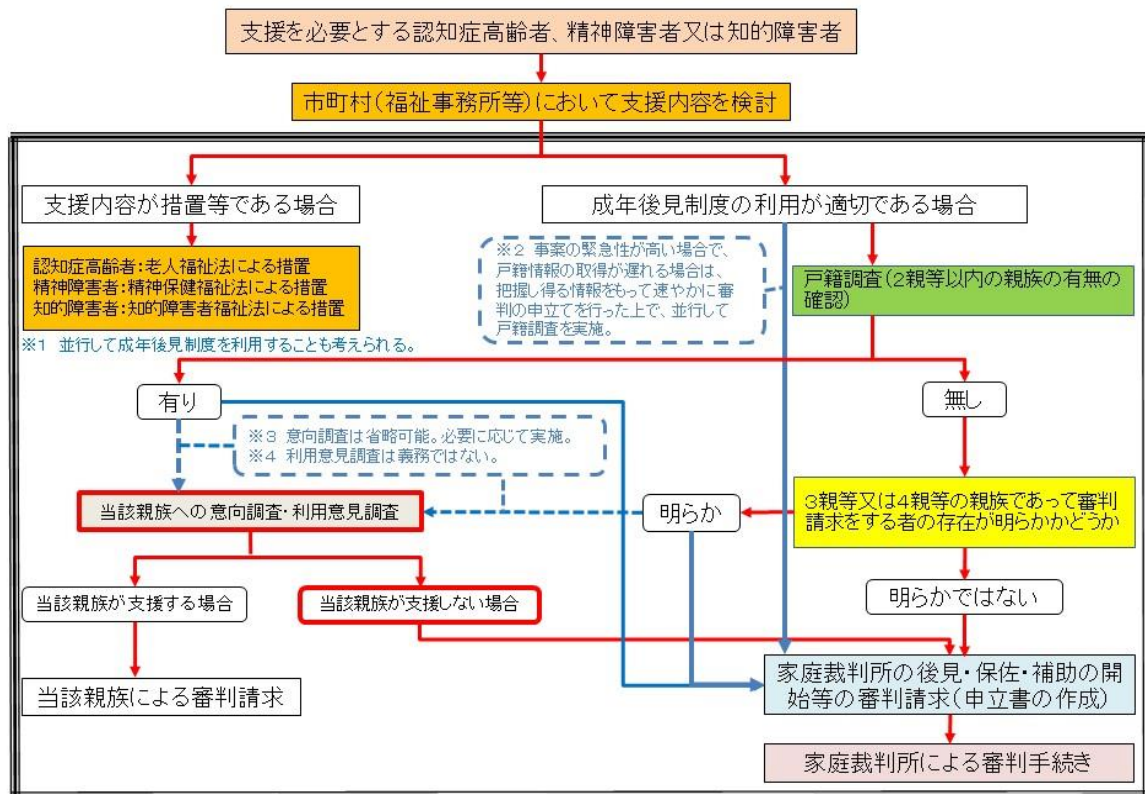 支援を必要とする認知症高齢者、精神障害者又は知的障害者
市町村(福祉事務所等)において支援内容を検討
支援内容が措置等である場合
成年後見制度の利用が適切である場合
認知症高齢者:老人福祉法による措置
精神障害者:精神保健福祉法による措置
知的障害者:知的障害者福祉法による措置
※1 並行して成年後見制度を利用することも考えられる。
※2 事案の緊急性が高い場合で、
戸籍情報の取得が遅れる場合は、
把握し得る情報をもって速やかに審
判の申立てを行った上で、並行して
戸籍調査を実施。
戸籍調査(2親等以内の親族の有無の
確認)
有り
無し
※3 意向調査は省略可能。必要に応じて実施。
※4 利用意見調査は義務ではない。
当該親族への意向調査・利用意見調査
明らか
3親等又は4親等の親族であって審判
請求をする者の存在が明らかかどうか
当該親族が支援する場合
当該親族が支援しない場合
明らかではない
当該親族による審判請求
家庭裁判所の後見・保佐・補助の開
始等の審判請求(申立書の作成)
家庭裁判所による審判手続き